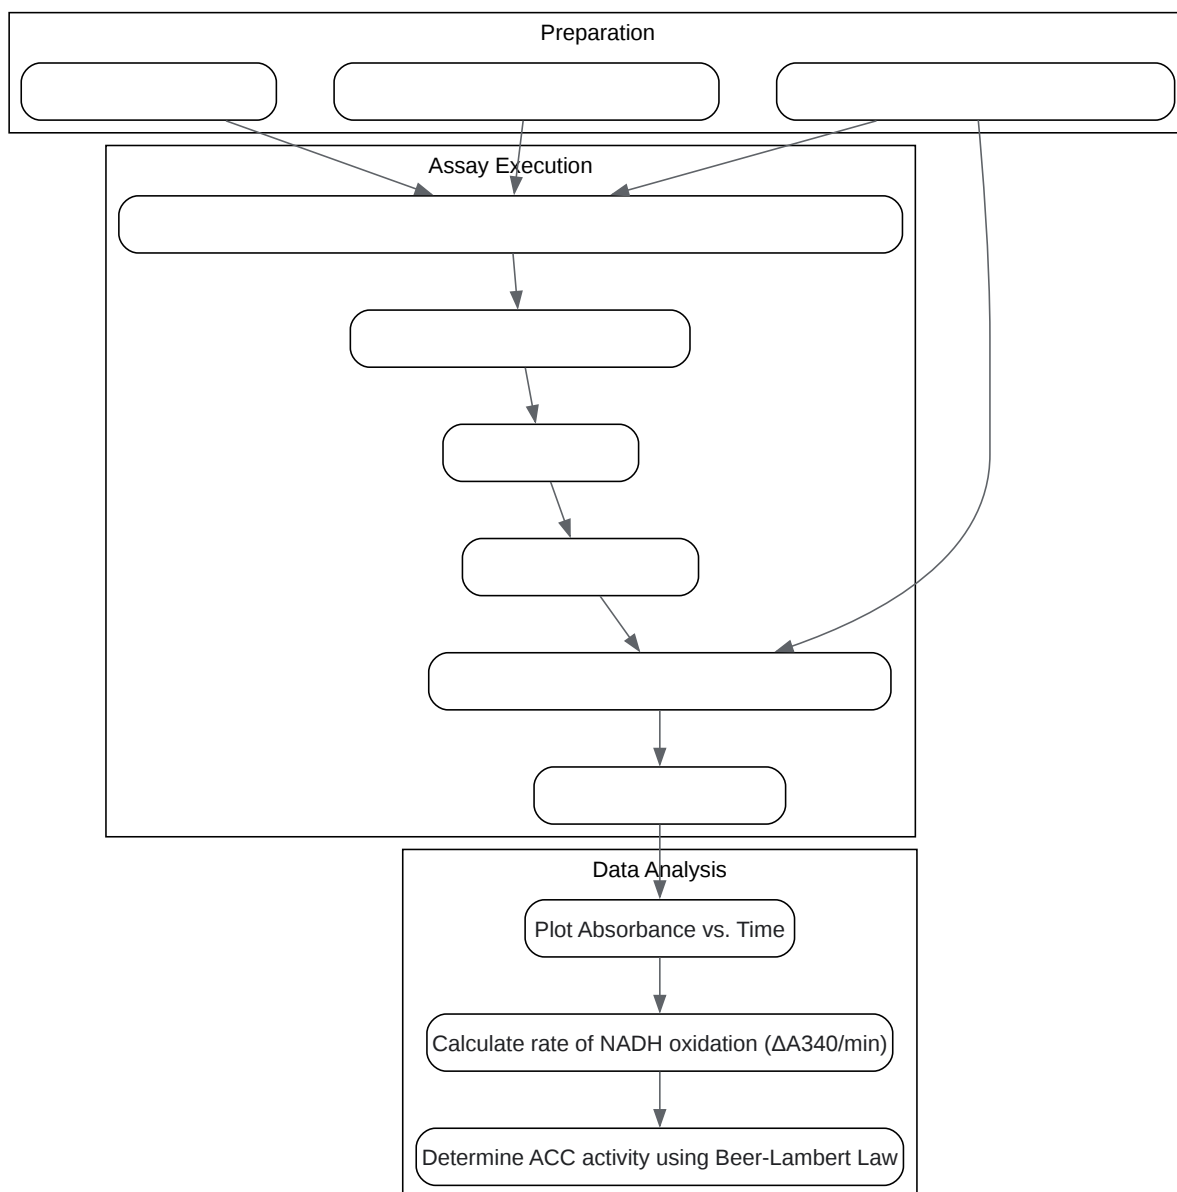 Preparation
Assay Execution
Data Analysis
Plot Absorbance vs. Time
Calculate rate of NADH oxidation (ΔA340/min)
Determine ACC activity using Beer-Lambert Law